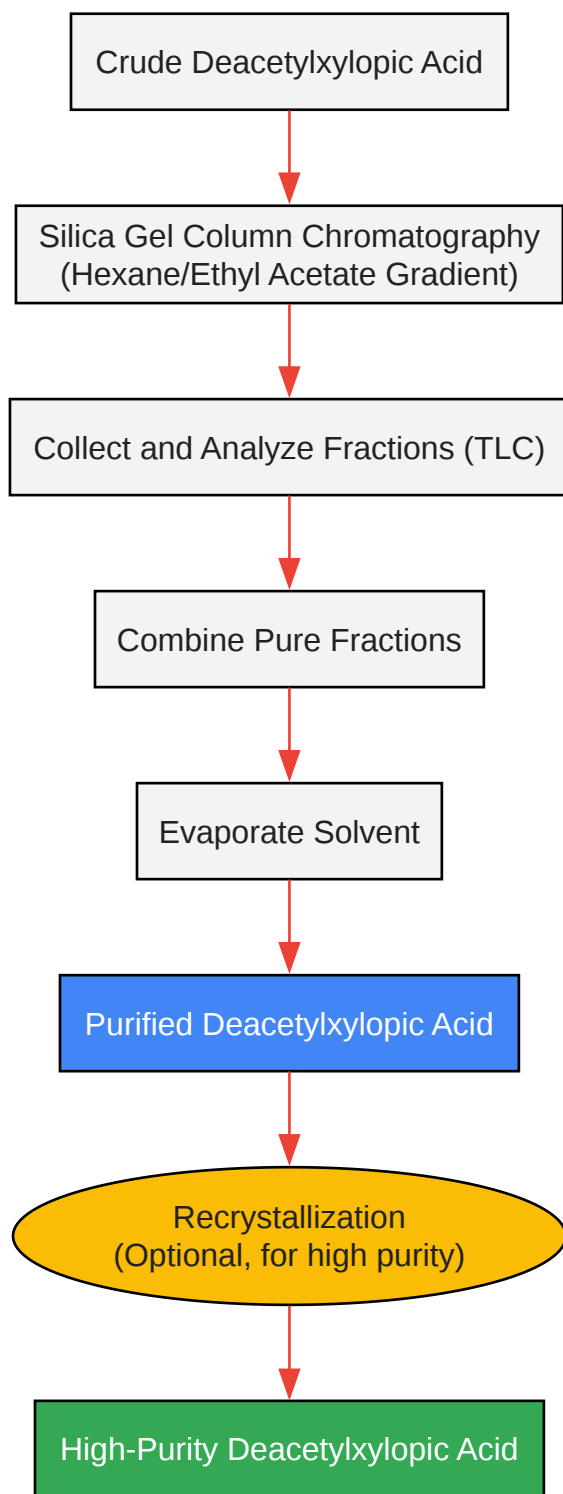 Crude Deacetylxylopic Acid
Silica Gel Column Chromatography
(Hexane/Ethyl Acetate Gradient)
Collect and Analyze Fractions (TLC)
Combine Pure Fractions
Evaporate Solvent
Purified Deacetylxylopic Acid
Recrystallization
(Optional, for high purity)
High-Purity Deacetylxylopic Acid